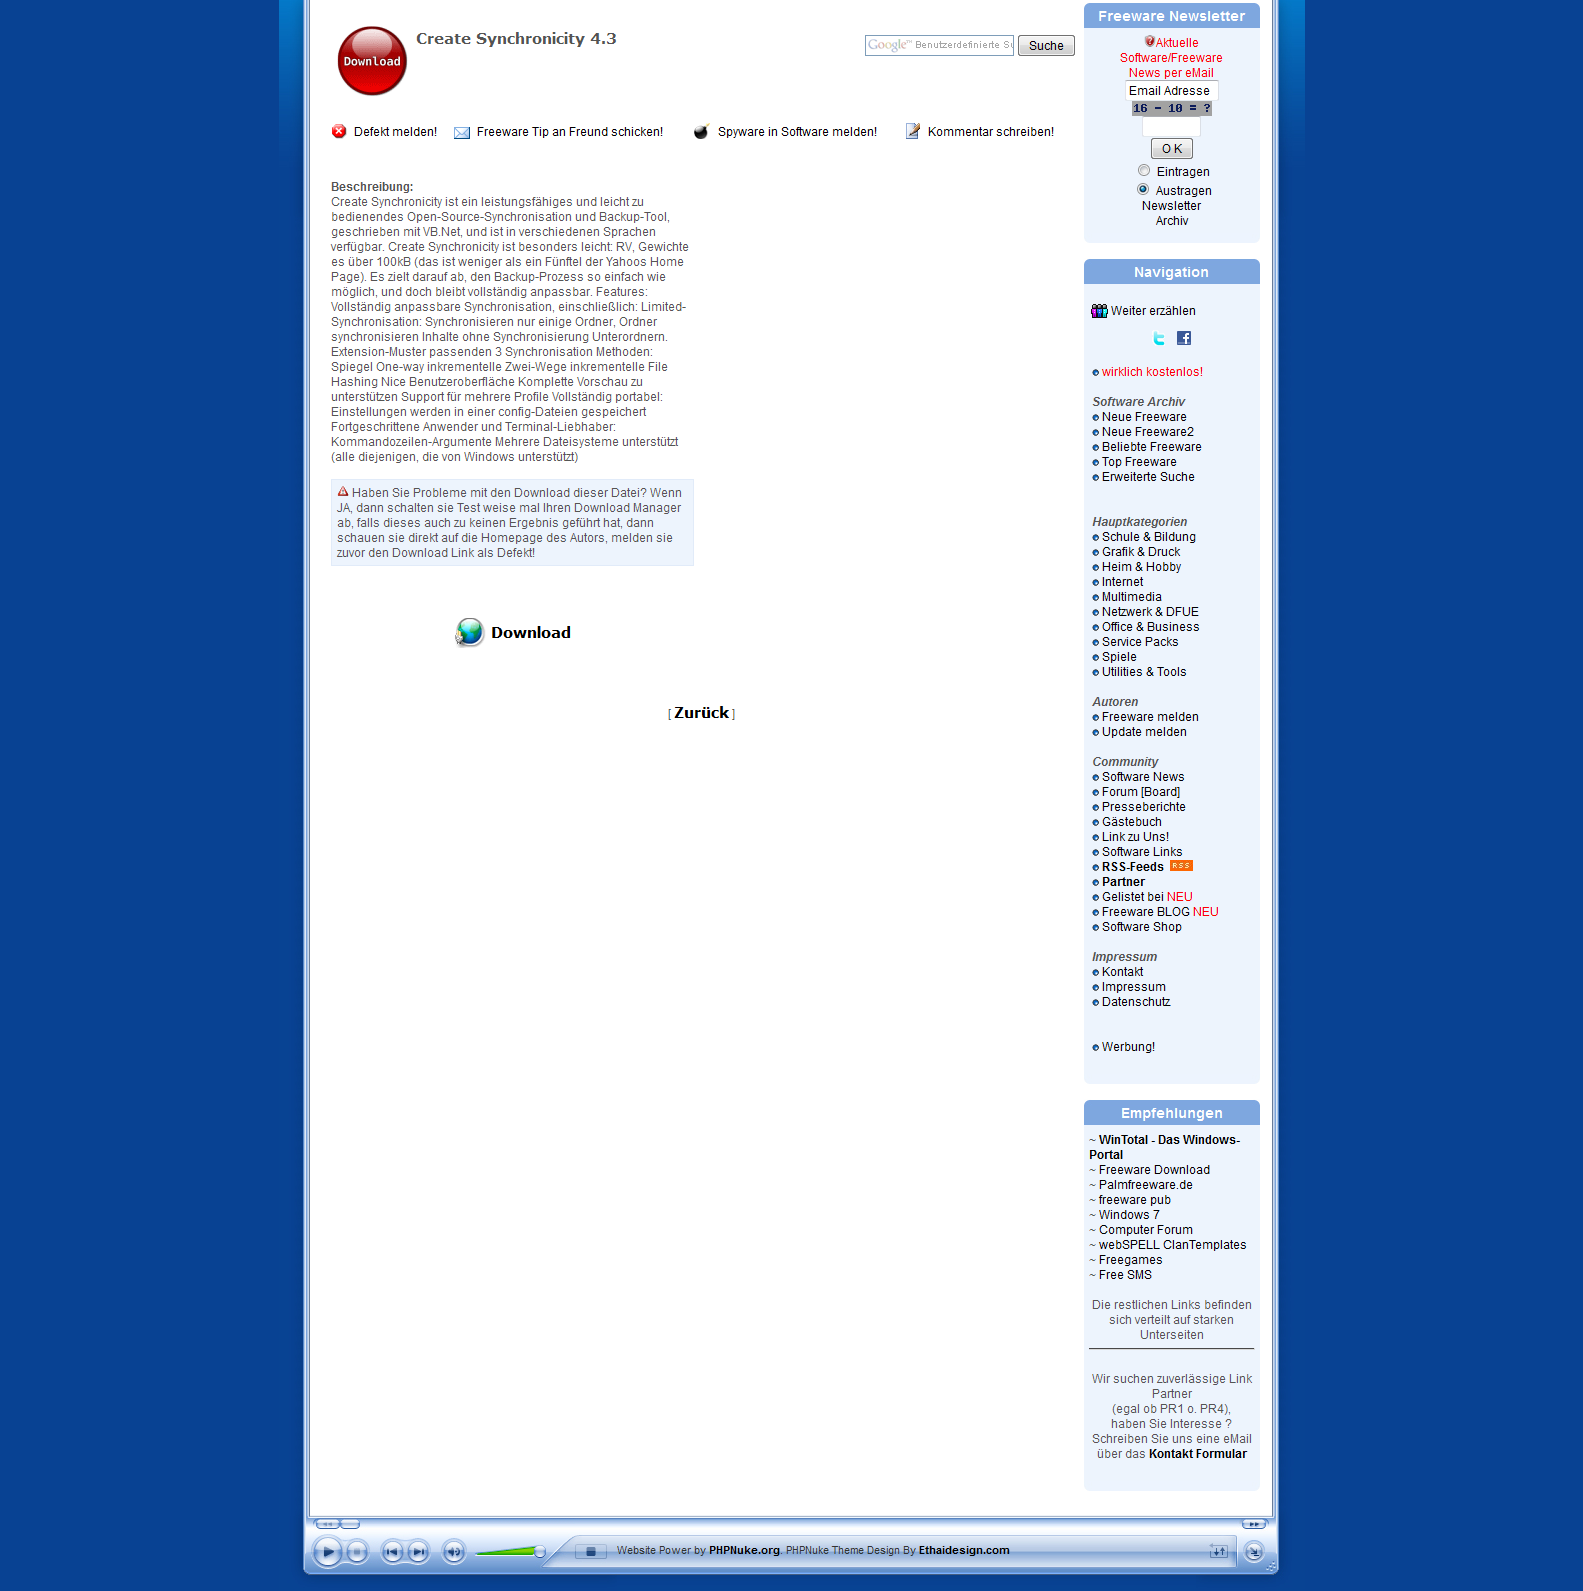 Download
Create Synchronicity 4.3
Google™ Benutzerdefinierte Su
Suche
Defekt melden!
Freeware Tip an Freund schicken!
Spyware in Software melden!
Kommentar schreiben!
Beschreibung:
Create Synchronicity ist ein leistungsfähiges und leicht zu
bedienendes Open-Source-Synchronisation und Backup-Tool,
geschrieben mit VB.Net, und ist in verschiedenen Sprachen
verfügbar. Create Synchronicity ist besonders leicht: RV, Gewichte
es über 100kB (das ist weniger als ein Fünftel der Yahoos Home
Page). Es zielt darauf ab, den Backup-Prozess so einfach wie
möglich, und doch bleibt vollständig anpassbar. Features:
Vollständig anpassbare Synchronisation, einschließlich: Limited-
Synchronisation: Synchronisieren nur einige Ordner, Ordner
synchronisieren Inhalte ohne Synchronisierung Unterordnern.
Extension-Muster passenden 3 Synchronisation Methoden:
Spiegel One-way inkrementelle Zwei-Wege inkrementelle File
Hashing Nice Benutzeroberfläche Komplette Vorschau zu
unterstützen Support für mehrere Profile Vollständig portabel:
Einstellungen werden in einer config-Dateien gespeichert
Fortgeschrittene Anwender und Terminal-Liebhaber:
Kommandozeilen-Argumente Mehrere Dateisysteme unterstützt
(alle diejenigen, die von Windows unterstützt)
Haben Sie Probleme mit den Download dieser Datei? Wenn
JA, dann schalten sie Test weise mal Ihren Download Manager
ab, falls dieses auch zu keinen Ergebnis geführt hat, dann
schauen sie direkt auf die Homepage des Autors, melden sie
zuvor den Download Link als Defekt!
Download
[ Zurück ]
Freeware Newsletter
Aktuelle
Software/Freeware
News per eMail
Email Adresse
16 - 10 = ?
O K
Eintragen
Austragen
Newsletter
Archiv
Navigation
Weiter erzählen
wirklich kostenlos!
Software Archiv
Neue Freeware
Neue Freeware2
Beliebte Freeware
Top Freeware
Erweiterte Suche
Hauptkategorien
Schule & Bildung
Grafik & Druck
Heim & Hobby
Internet
Multimedia
Netzwerk & DFUE
Office & Business
Service Packs
Spiele
Utilities & Tools
Autoren
Freeware melden
Update melden
Community
Software News
Forum [Board]
Presseberichte
Gästebuch
Link zu Uns!
Software Links
RSS-Feeds RSS
Partner
Gelistet bei NEU
Freeware BLOG NEU
Software Shop
Impressum
Kontakt
Impressum
Datenschutz
Werbung!
Empfehlungen
~ WinTotal - Das Windows-
Portal
~ Freeware Download
~ Palmfreeware.de
~ freeware pub
~ Windows 7
~ Computer Forum
~ webSPELL ClanTemplates
~ Freegames
~ Free SMS
Die restlichen Links befinden
sich verteilt auf starken
Unterseiten
Wir suchen zuverlässige Link
Partner
(egal ob PR1 o. PR4),
haben Sie Interesse ?
Schreiben Sie uns eine eMail
über das Kontakt Formular
Website Power by PHPNuke.org. PHPNuke Theme Design By Ethaidesign.com